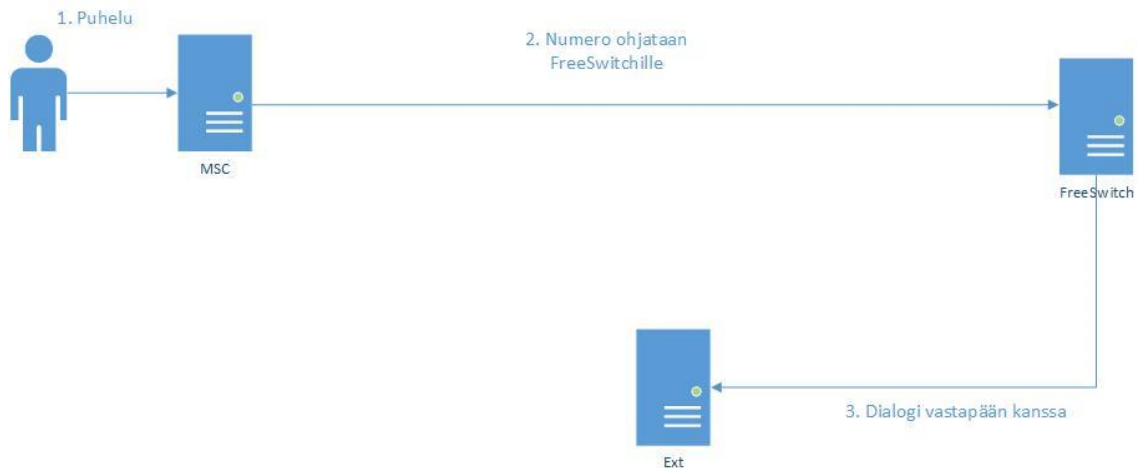 1. Puhelu
2. Numero ohjataan
FreeSwitchille
MSC
FreeSwitch
3. Dialogi vastapään kanssa
Ext